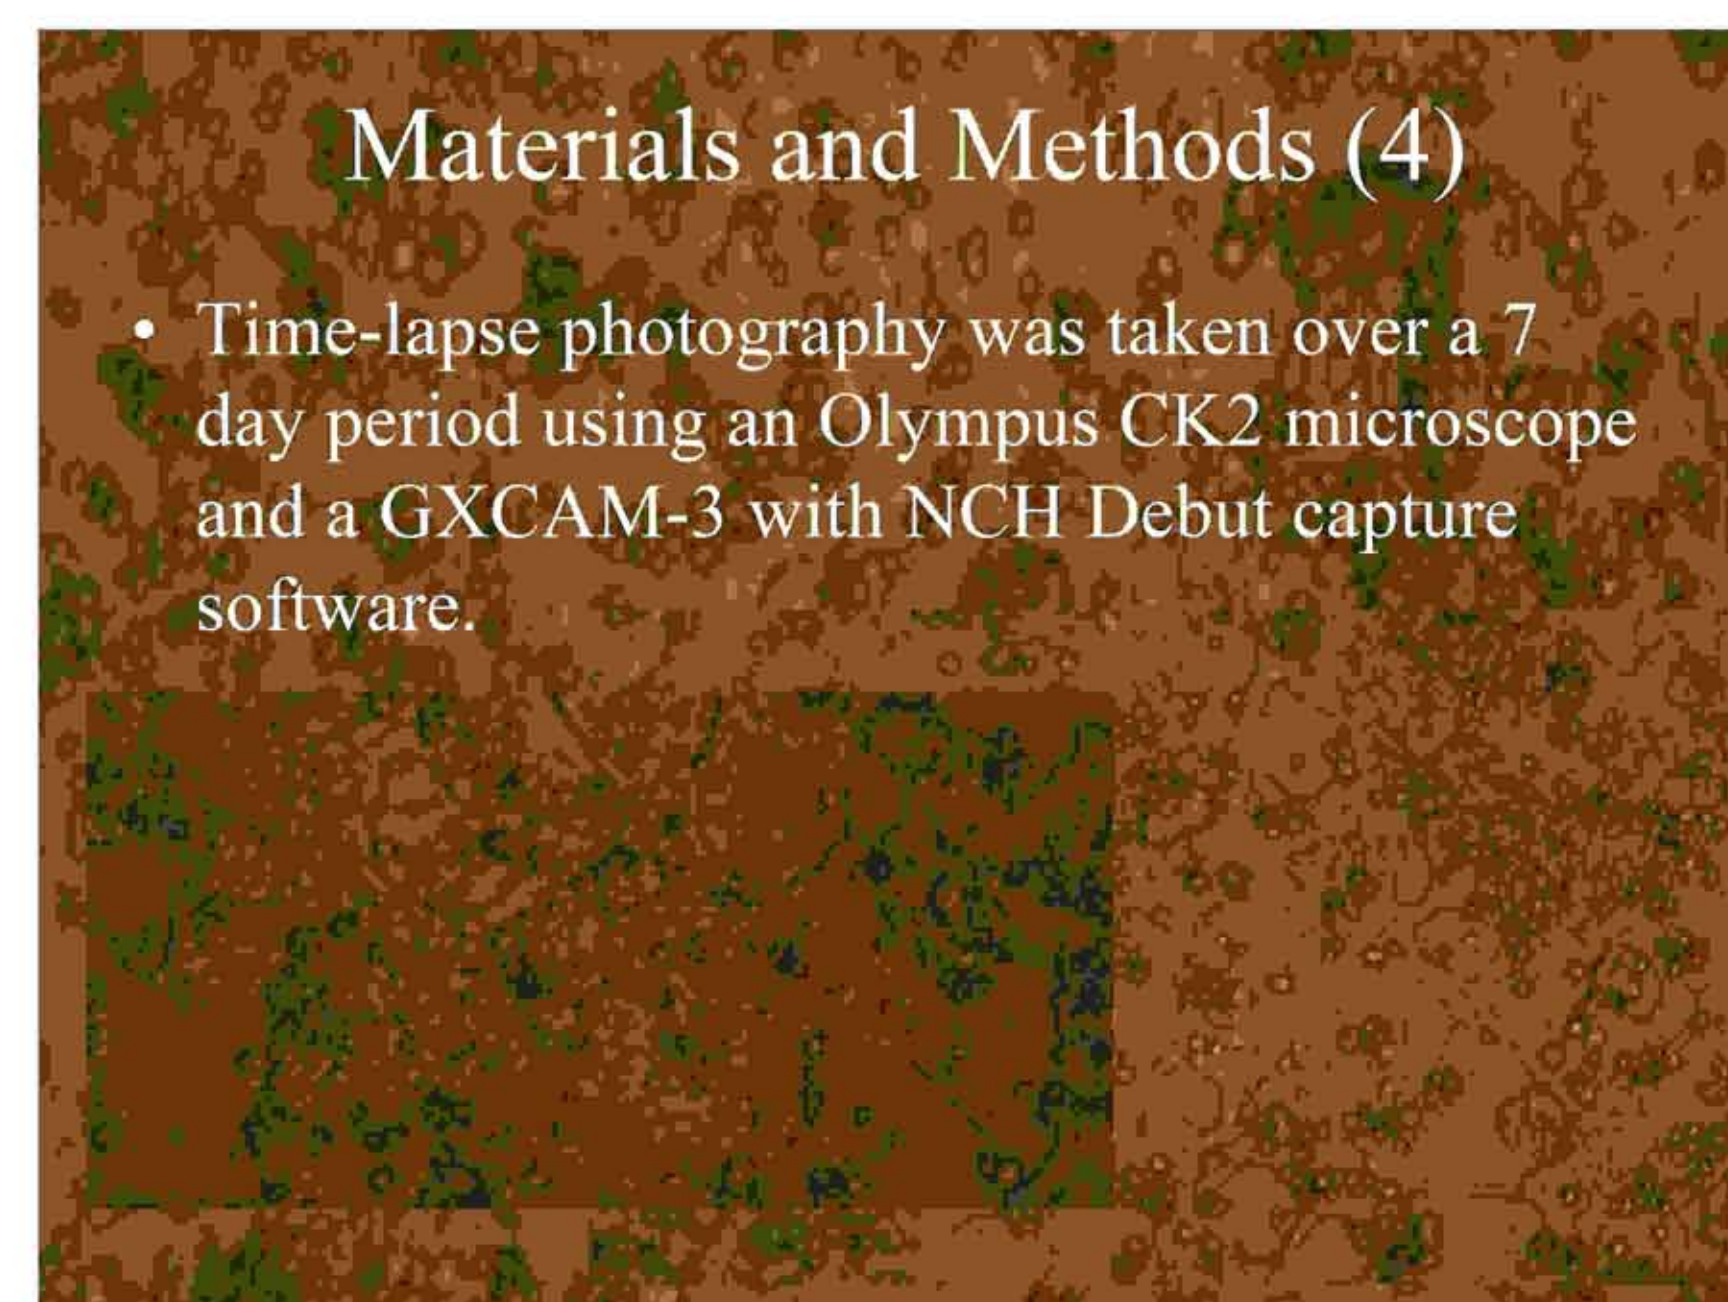 Materials and Methods (4)
• Time-lapse photography was taken over a 7
day period using an Olympus CK2 microscope
and a GXCAM-3 with NCH Debut capture
software.